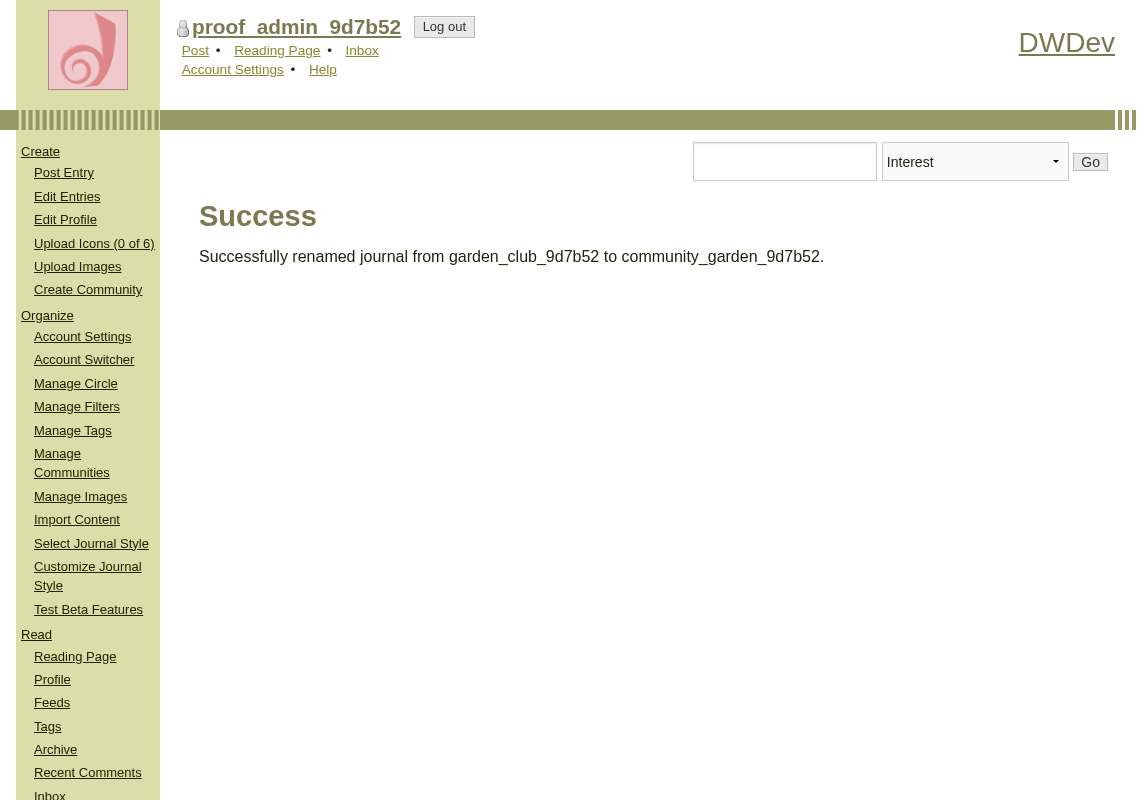 proof_admin_9d7b52 Log out
Post • Reading Page • Inbox
Account Settings • Help
DWDev
Interest Go
Create
Post Entry
Edit Entries
Edit Profile
Upload Icons (0 of 6)
Upload Images
Create Community
Organize
Account Settings
Account Switcher
Manage Circle
Manage Filters
Manage Tags
Manage
Communities
Manage Images
Import Content
Select Journal Style
Customize Journal
Style
Test Beta Features
Read
Reading Page
Profile
Feeds
Tags
Archive
Recent Comments
Inbox
Success
Successfully renamed journal from garden_club_9d7b52 to community_garden_9d7b52.